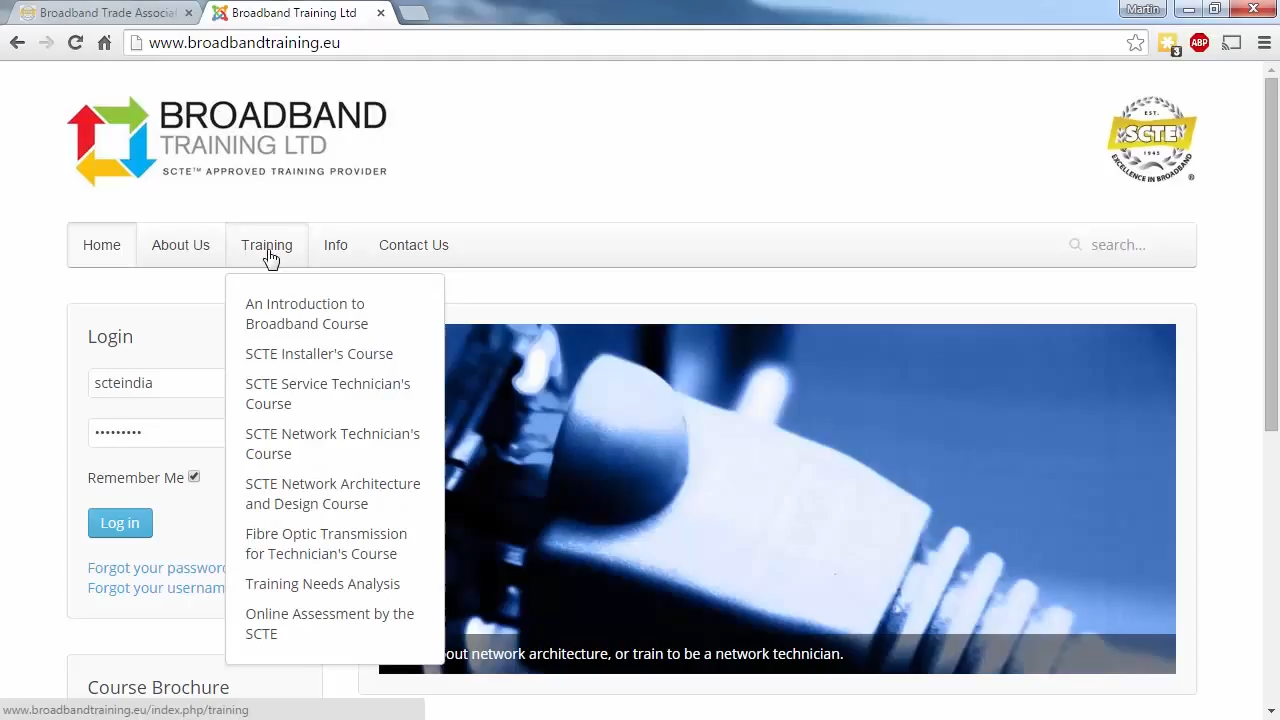 Broadband Trade Associat
Broadband Training Ltd
Martin
www.broadbandtraining.eu
3
ABP
BROADBAND
TRAINING LTD
SCTE™ APPROVED TRAINING PROVIDER
EST.
SCTE
1945
EXCELLENCE IN BROADBAND
®
Home
About Us
Training
Info
Contact Us
search...
Login
scteindia
•••••••••
Remember Me
Log in
Forgot your password
Forgot your usernam
Course Brochure
An Introduction to
Broadband Course
SCTE Installer's Course
SCTE Service Technician's
Course
SCTE Network Technician's
Course
SCTE Network Architecture
and Design Course
Fibre Optic Transmission
for Technician's Course
Training Needs Analysis
Online Assessment by the
SCTE
out network architecture, or train to be a network technician.
www.broadbandtraining.eu/index.php/training